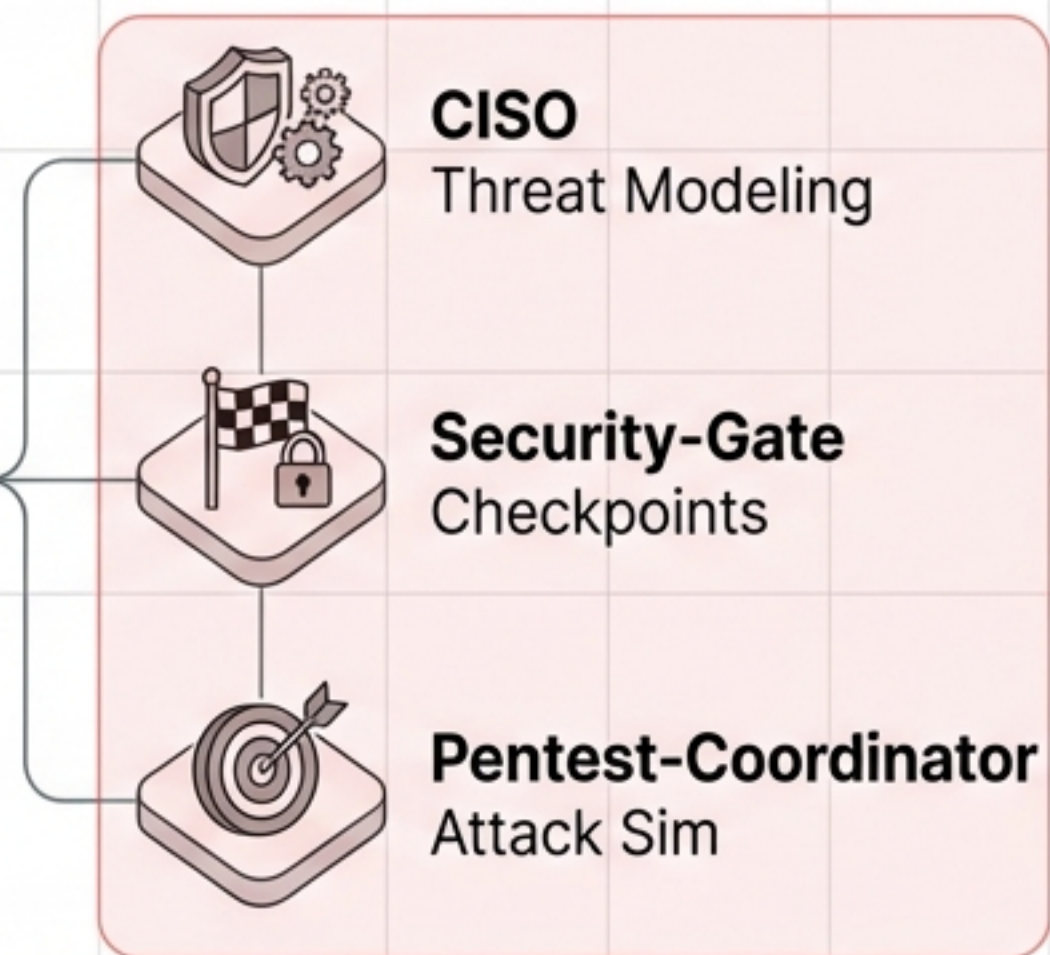 CISO
Threat Modeling
Security-Gate
Checkpoints
Pentest-Coordinator
Attack Sim